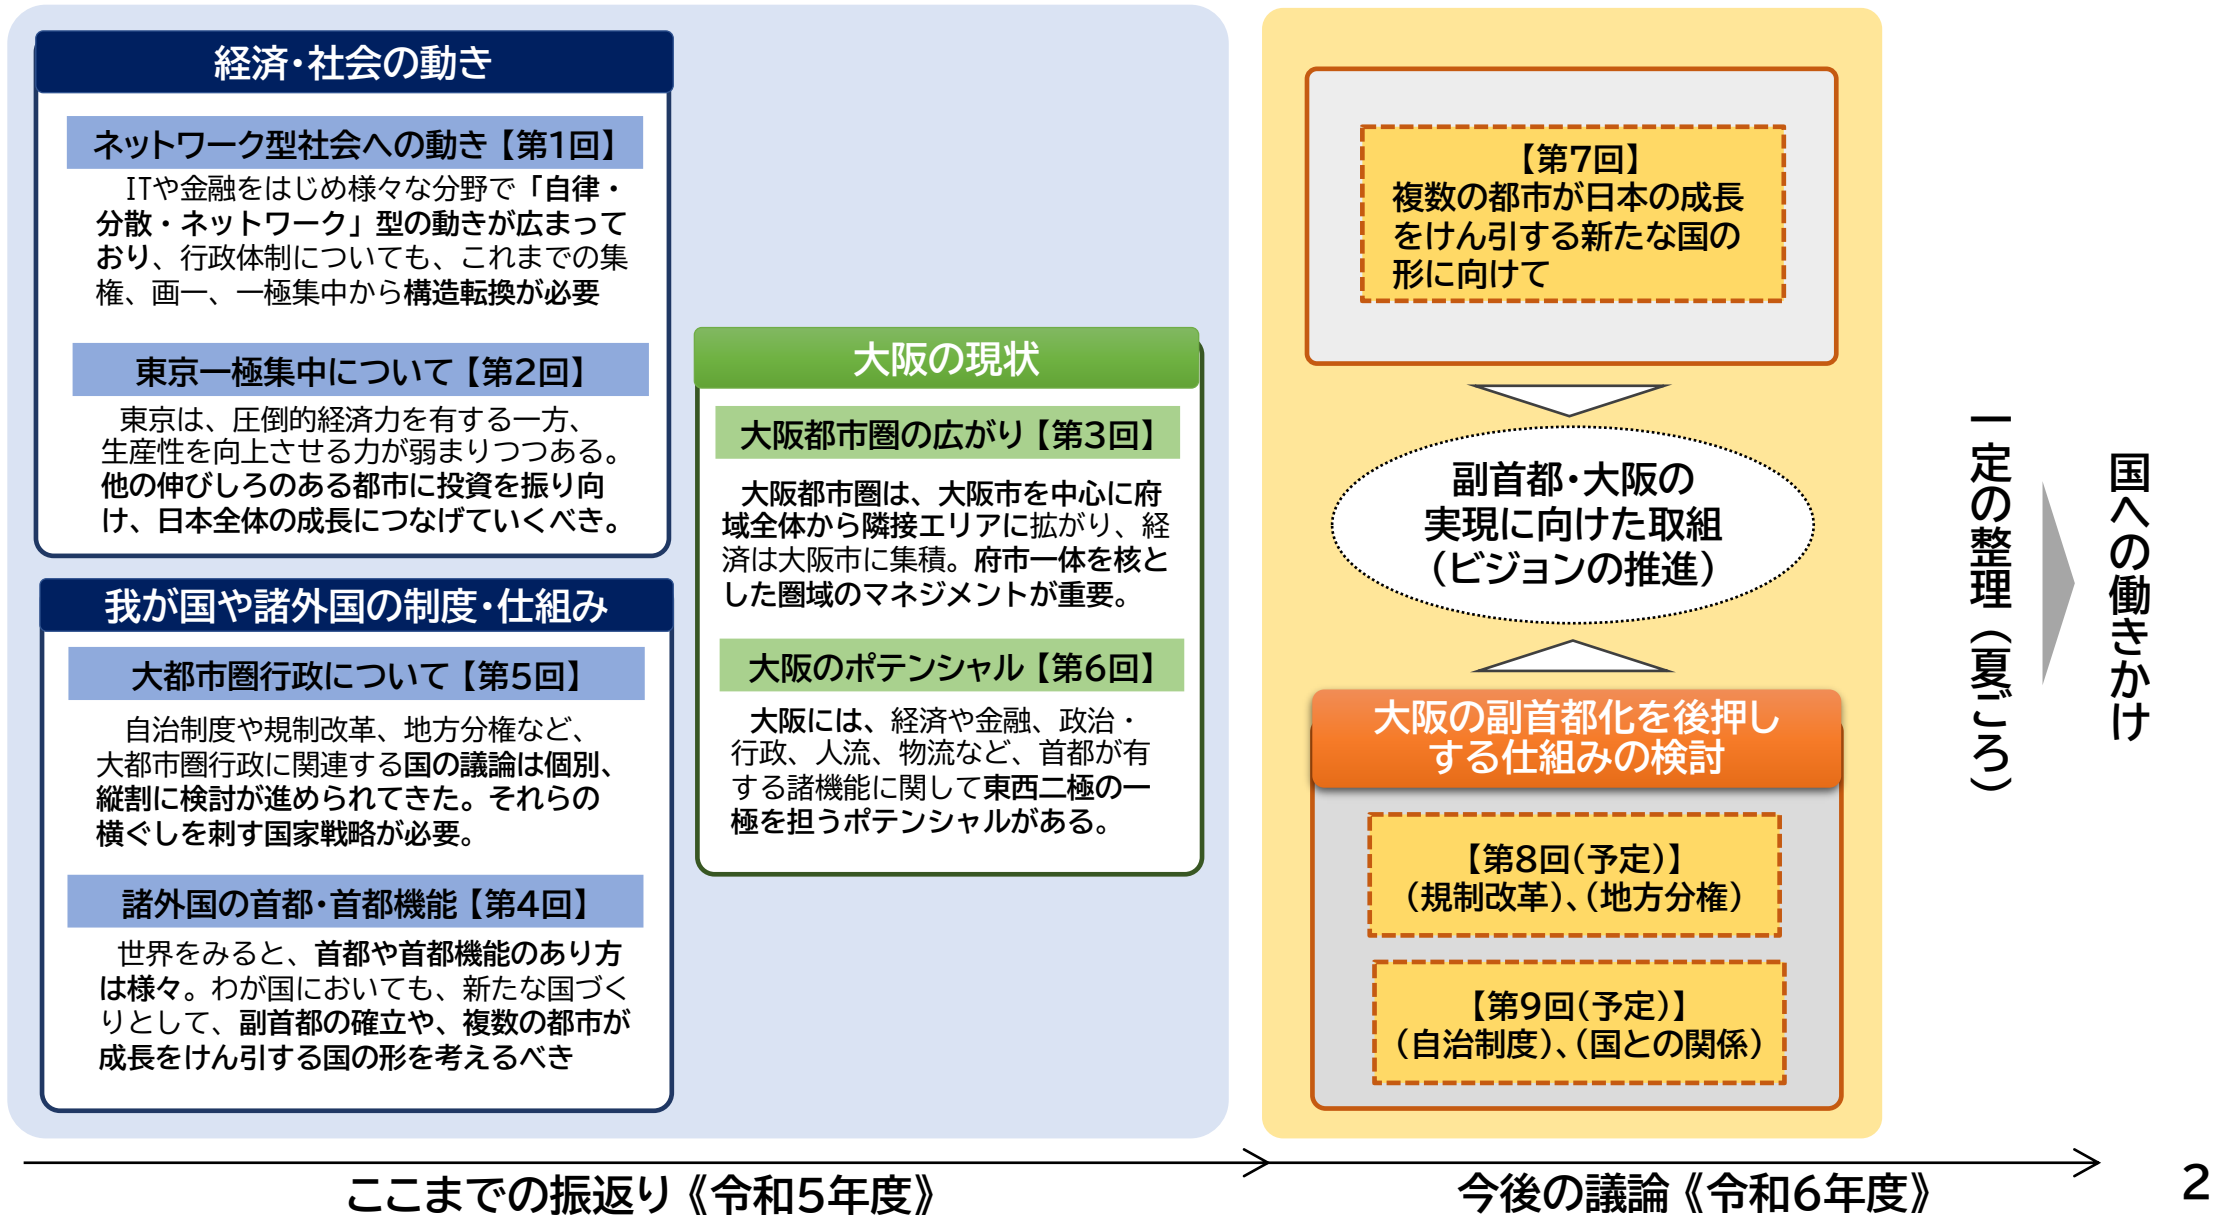 経済・社会の動き
ネットワーク型社会への動き【第1回】
ITや金融をはじめ様々な分野で「自律・
分散・ネットワーク」型の動きが広まって
おり、行政体制についても、これまでの集
権、画一、一極集中から構造転換が必要
東京一極集中について【第2回】
東京は、圧倒的経済力を有する一方、
生産性を向上させる力が弱まりつつある。
他の伸びしろのある都市に投資を振り向
け、日本全体の成長につなげていくべき。
我が国や諸外国の制度・仕組み
大都市圏行政について【第5回】
自治制度や規制改革、地方分権など、
大都市圏行政に関連する国の議論は個別、
縦割に検討が進められてきた。それらの
横ぐしを刺す国家戦略が必要。
諸外国の首都・首都機能【第4回】
世界をみると、首都や首都機能のあり方
は様々。わが国においても、新たな国づく
りとして、副首都の確立や、複数の都市が
成長をけん引する国の形を考えるべき
大阪の現状
大阪都市圏の広がり【第3回】
大阪都市圏は、大阪市を中心に府
域全体から隣接エリアに拡がり、経
済は大阪市に集積。府市一体を核と
した圏域のマネジメントが重要。
大阪のポテンシャル【第6回】
大阪には、経済や金融、政治・
行政、人流、物流など、首都が有
する諸機能に関して東西二極の一
極を担うポテンシャルがある。
【第7回】
複数の都市が日本の成長
をけん引する新たな国の
形に向けて
副首都・大阪の
実現に向けた取組
（ビジョンの推進）
大阪の副首都化を後押し
する仕組みの検討
【第8回(予定)】
（規制改革）、（地方分権）
【第9回(予定)】
（自治制度）、（国との関係）
一定の整理（夏ごろ）
国への働きかけ
ここまでの振返り《令和5年度》
今後の議論《令和6年度》
2